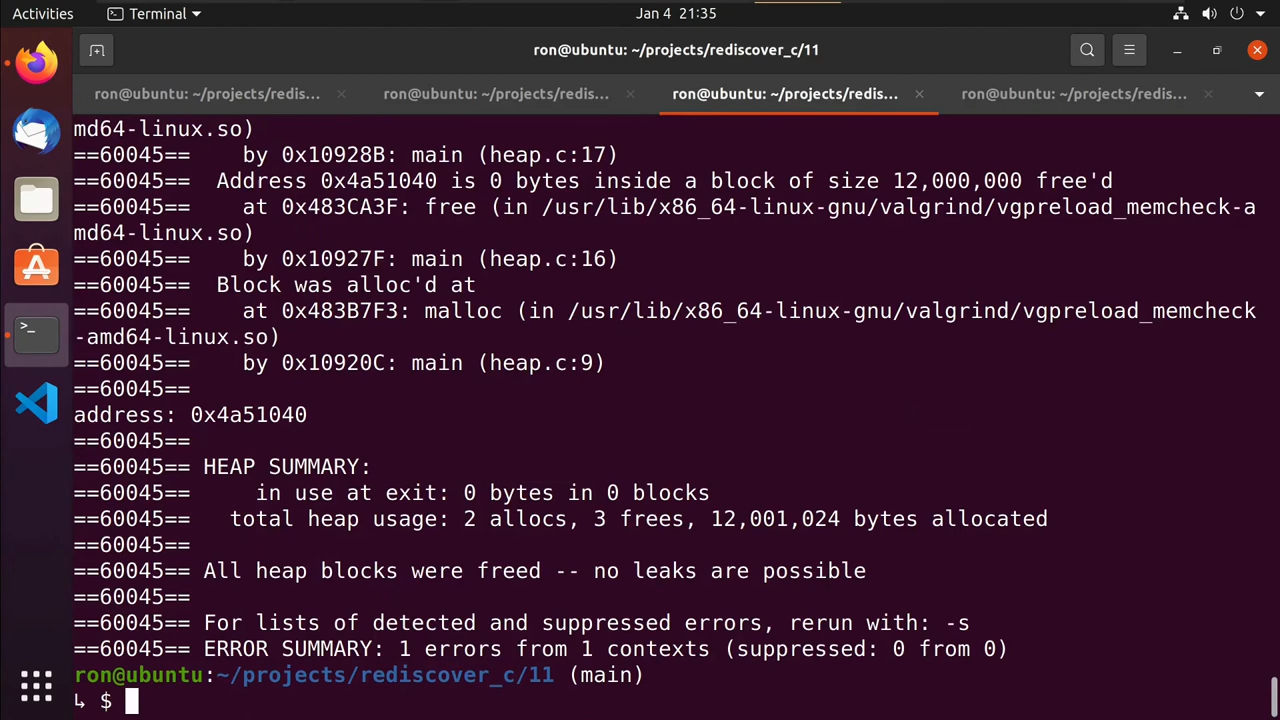 Activities Terminal Jan 4 21:35
ron@ubuntu: ~/projects/rediscover_c/11
ron@ubuntu: ~/projects/redis... ron@ubuntu: ~/projects/redis... ron@ubuntu: ~/projects/redis... ron@ubuntu: ~/projects/redis...
md64-linux.so)
==60045==    by 0x10928B: main (heap.c:17)
==60045==  Address 0x4a51040 is 0 bytes inside a block of size 12,000,000 free'd
==60045==    at 0x483CA3F: free (in /usr/lib/x86_64-linux-gnu/valgrind/vgpreload_memcheck-a
md64-linux.so)
==60045==    by 0x10927F: main (heap.c:16)
==60045==  Block was alloc'd at
==60045==    at 0x483B7F3: malloc (in /usr/lib/x86_64-linux-gnu/valgrind/vgpreload_memcheck
-amd64-linux.so)
==60045==    by 0x10920C: main (heap.c:9)
==60045==
address: 0x4a51040
==60045==
==60045== HEAP SUMMARY:
==60045==     in use at exit: 0 bytes in 0 blocks
==60045==   total heap usage: 2 allocs, 3 frees, 12,001,024 bytes allocated
==60045==
==60045== All heap blocks were freed -- no leaks are possible
==60045==
==60045== For lists of detected and suppressed errors, rerun with: -s
==60045== ERROR SUMMARY: 1 errors from 1 contexts (suppressed: 0 from 0)
ron@ubuntu:~/projects/rediscover_c/11 (main)
↳ $